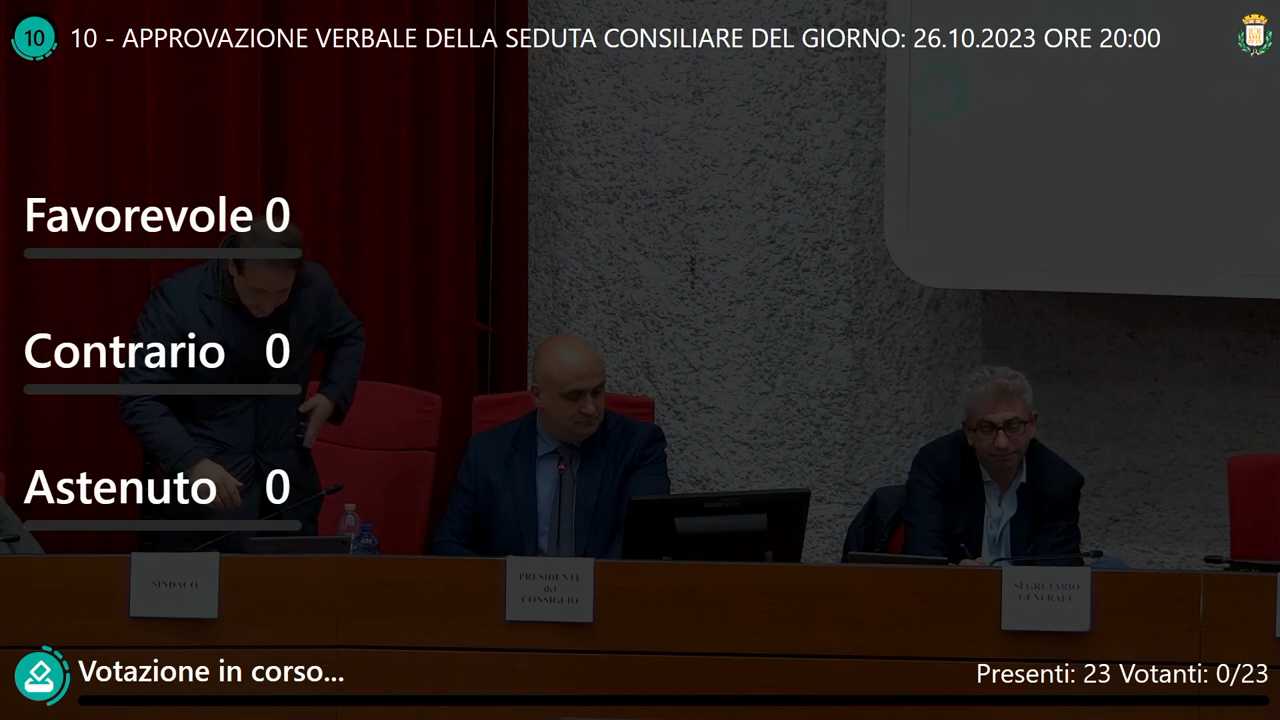 10
10 - APPROVAZIONE VERBALE DELLA SEDUTA CONSILIARE DEL GIORNO: 26.10.2023 ORE 20:00
Favorevole 0
Contrario 0
Astenuto 0
SINDACO
PRESIDENTE
del
CONSIGLIO
SEGRETARIO
GENERALE
Votazione in corso...
Presenti: 23 Votanti: 0/23